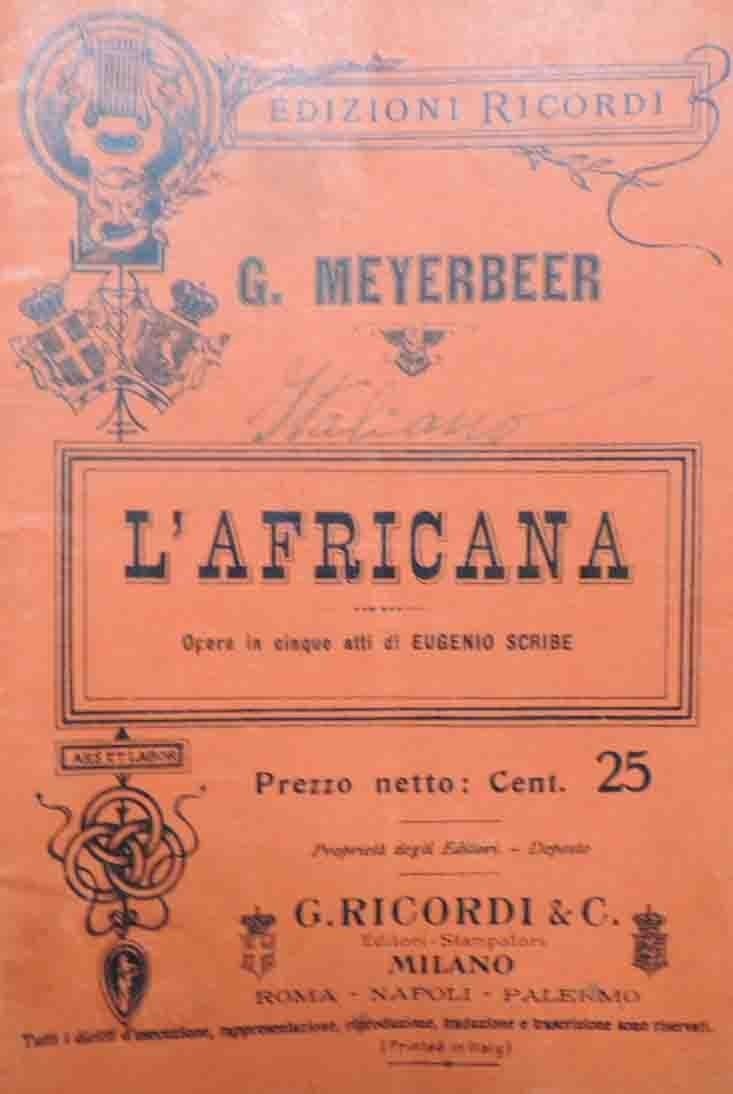 EDIZIONI RICORDI
G. MEYERBEER
Italiano
L'AFRICANA
Opera in cinque atti di EUGENIO SCRIBE
ARS ET LABOR
Prezzo netto: Cent. 25
Proprietà degli Editori. - Deposto
G. RICORDI & C.
Editori-Stampatori
MILANO
ROMA - NAPOLI - PALERMO
Tutti i diritti d'esecuzione, rappresentazione, riproduzione, traduzione e trascrizione sono riservati.
(Printed in Italy)